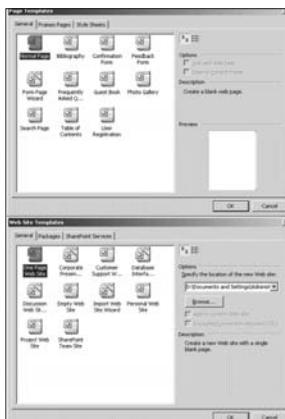 Page Templates
General Frames Pages Style Sheets
Normal Page Bibliography Confirmation Form Feedback Form
Form Page Wizard Frequently Asked Q... Guest Book Photo Gallery
Search Page Table of Contents User Registration
Options
Description
Create a blank web page.
Preview
OK Cancel
Web Site Templates
General Packages SharePoint Services
One Page Web Site Corporate Presen... Customer Support W... Database Interfa...
Discussion Web Sit... Empty Web Site Import Web Site Wizard Personal Web Site
Project Web Site SharePoint Team Site
Options
Specify the location of the new Web site:
Browse...
Description
Create a new Web site with a single blank page.
OK Cancel